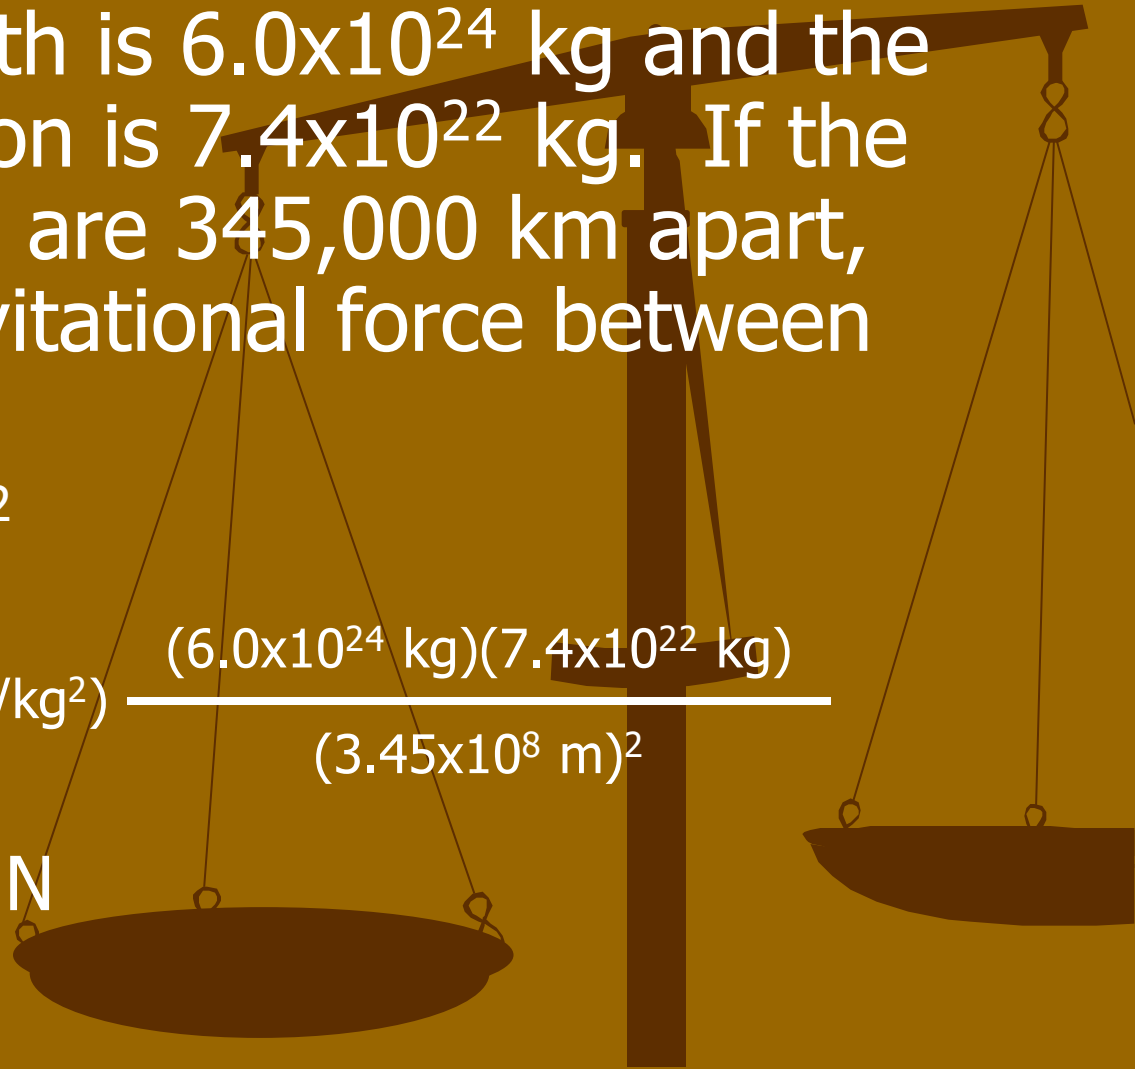 th is 6.0x10²⁴ kg and the
on is 7.4x10²² kg. If the
are 345,000 km apart,
vitational force between
2
(6.0x10²⁴ kg)(7.4x10²² kg)
/kg²)
(3.45x10⁸ m)²
N